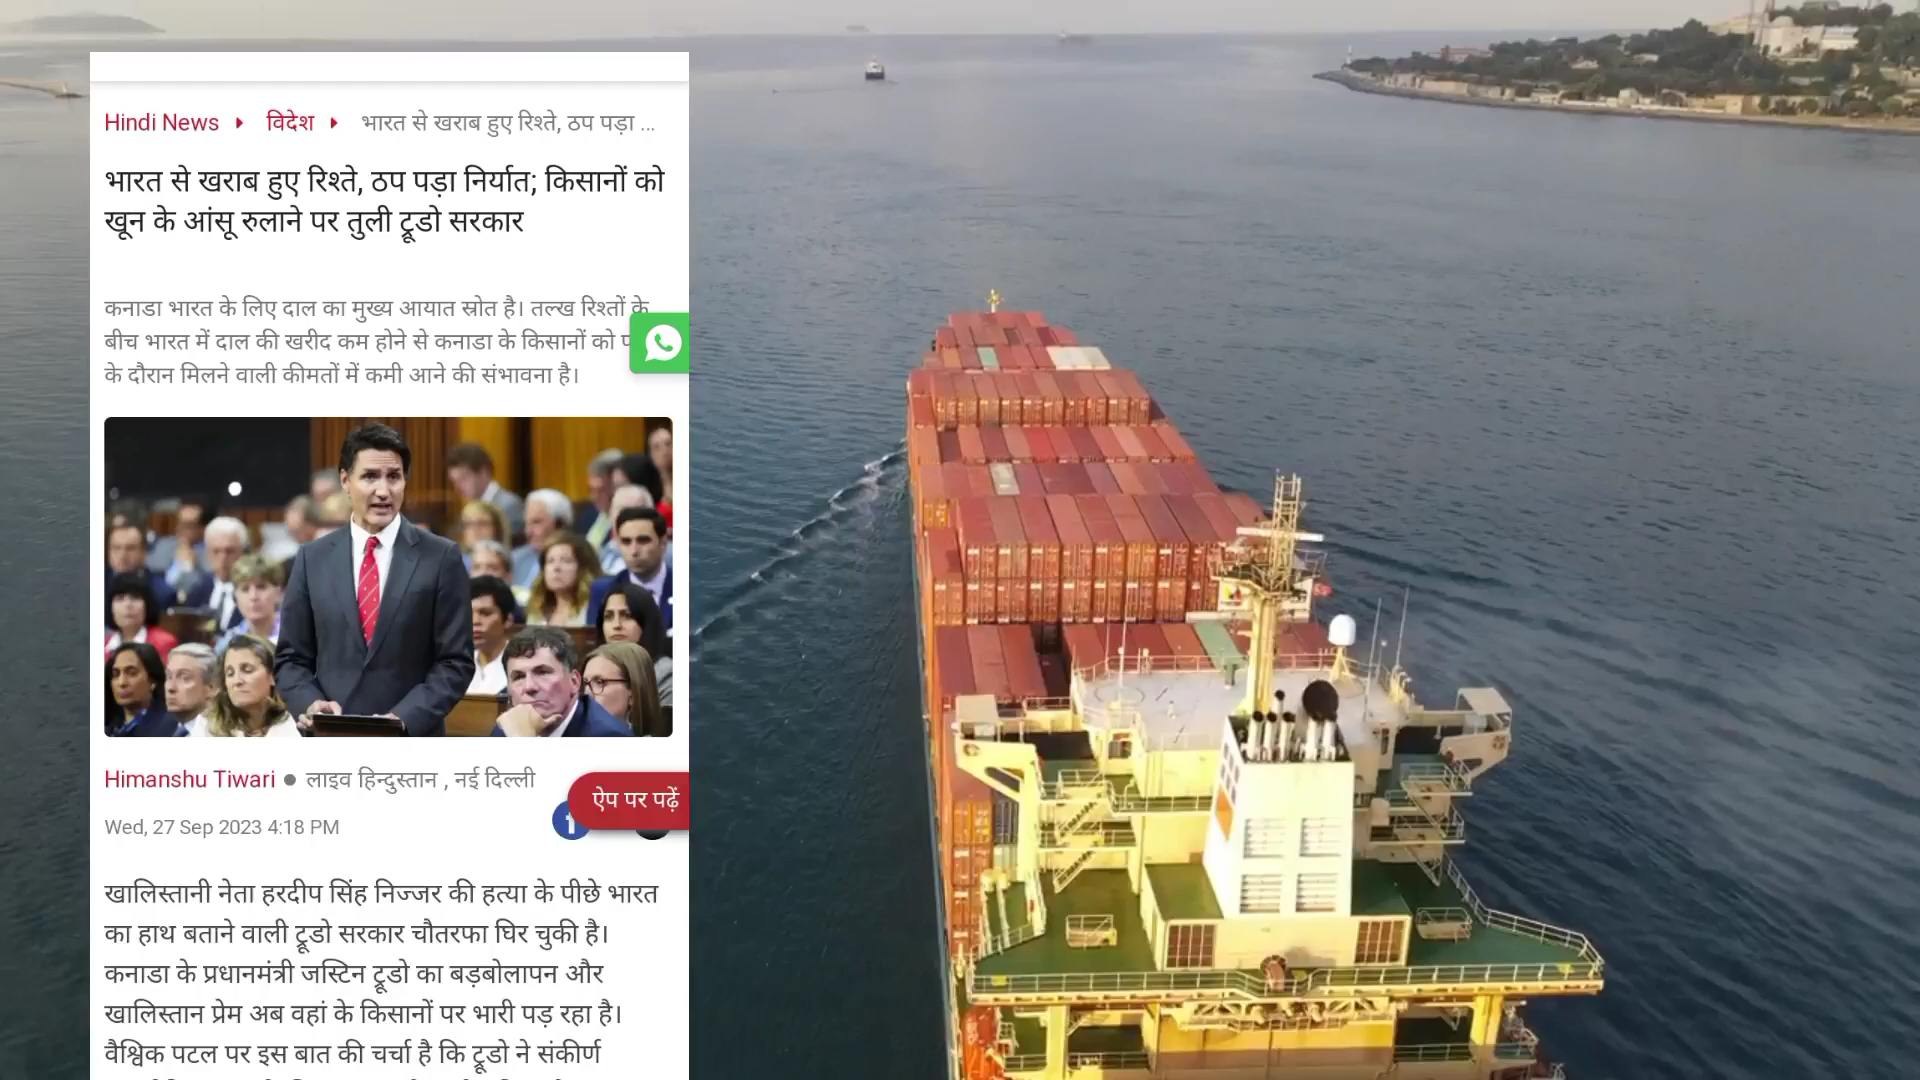 Hindi News
विदेश
भारत से खराब हुए रिश्ते, ठप पड़ा ...
भारत से खराब हुए रिश्ते, ठप पड़ा निर्यात; किसानों को
खून के आंसू रुलाने पर तुली ट्रूडो सरकार
कनाडा भारत के लिए दाल का मुख्य आयात स्रोत है। तल्ख रिश्तों के
बीच भारत में दाल की खरीद कम होने से कनाडा के किसानों को
के दौरान मिलने वाली कीमतों में कमी आने की संभावना है।
Himanshu Tiwari ● लाइव हिन्दुस्तान , नई दिल्ली
ऐप पर पढ़ें
Wed, 27 Sep 2023 4:18 PM
खालिस्तानी नेता हरदीप सिंह निज्जर की हत्या के पीछे भारत
का हाथ बताने वाली ट्रूडो सरकार चौतरफा घिर चुकी है।
कनाडा के प्रधानमंत्री जस्टिन ट्रूडो का बड़बोलापन और
खालिस्तान प्रेम अब वहां के किसानों पर भारी पड़ रहा है।
वैश्विक पटल पर इस बात की चर्चा है कि ट्रूडो ने संकीर्ण